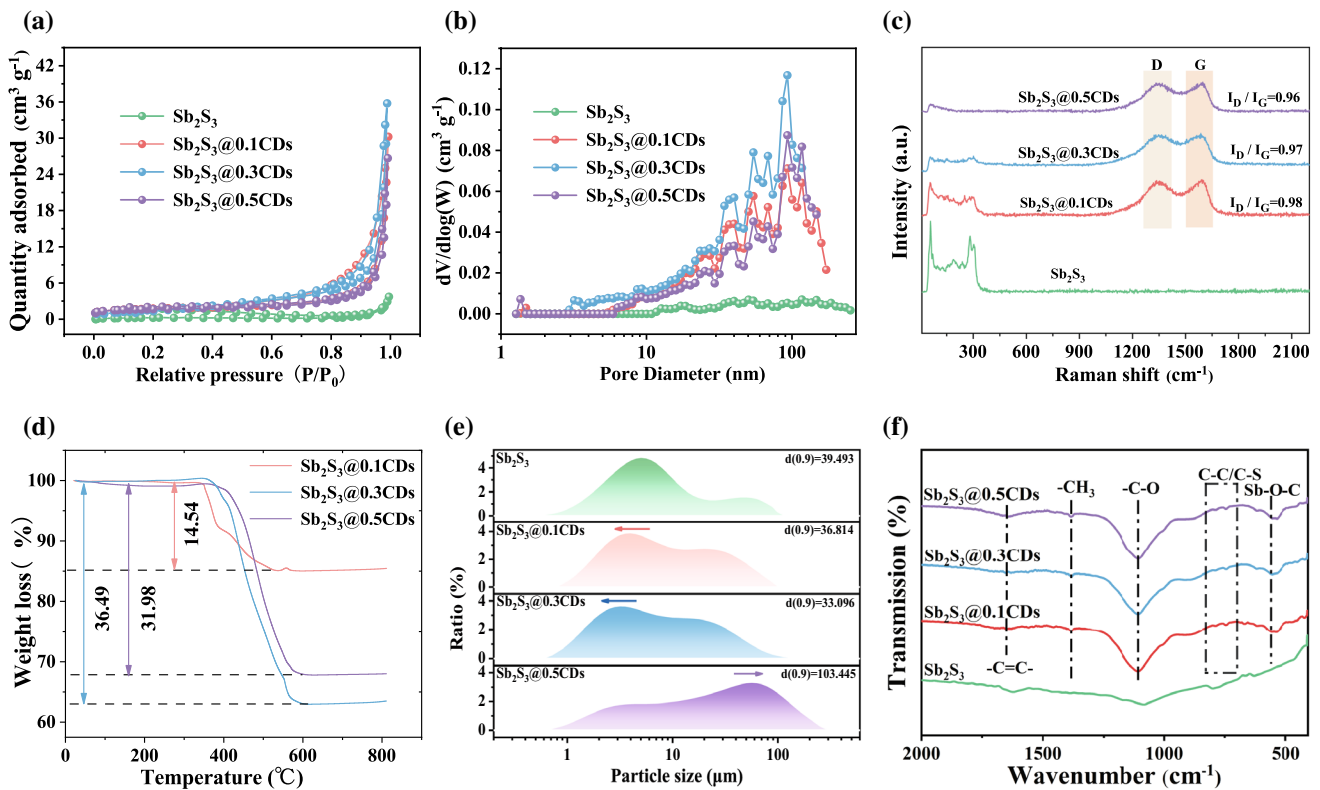 (a)
Quantity adsorbed (cm³ g⁻¹)
42
36
30
24
18
12
6
0
Sb₂S₃
Sb₂S₃@0.1CDs
Sb₂S₃@0.3CDs
Sb₂S₃@0.5CDs
0.0 0.2 0.4 0.6 0.8 1.0
Relative pressure (P/P₀)
(b)
dV/dlog(W) (cm³ g⁻¹)
0.12
0.10
0.08
0.06
0.04
0.02
0.00
Sb₂S₃
Sb₂S₃@0.1CDs
Sb₂S₃@0.3CDs
Sb₂S₃@0.5CDs
1 10 100
Pore Diameter (nm)
(c)
Intensity (a.u.)
D G
Sb₂S₃@0.5CDs
I_D / I_G=0.96
Sb₂S₃@0.3CDs
I_D / I_G=0.97
Sb₂S₃@0.1CDs
I_D / I_G=0.98
Sb₂S₃
300 600 900 1200 1500 1800 2100
Raman shift (cm⁻¹)
(d)
Weight loss( %)
100
90
80
70
60
Sb₂S₃@0.1CDs
Sb₂S₃@0.3CDs
Sb₂S₃@0.5CDs
36.49
31.98
14.54
0 200 400 600 800
Temperature (℃)
(e)
Ratio (%)
Sb₂S₃
d(0.9)=39.493
4
2
0
Sb₂S₃@0.1CDs
d(0.9)=36.814
4
2
0
Sb₂S₃@0.3CDs
d(0.9)=33.096
4
2
0
Sb₂S₃@0.5CDs
d(0.9)=103.445
4
2
0
1 10 100
Particle size (μm)
(f)
Transmission (%)
Sb₂S₃@0.5CDs
Sb₂S₃@0.3CDs
Sb₂S₃@0.1CDs
Sb₂S₃
-C=C-
-CH₃
-C-O
C-C/C-S
Sb-O-C
2000 1500 1000 500
Wavenumber (cm⁻¹)